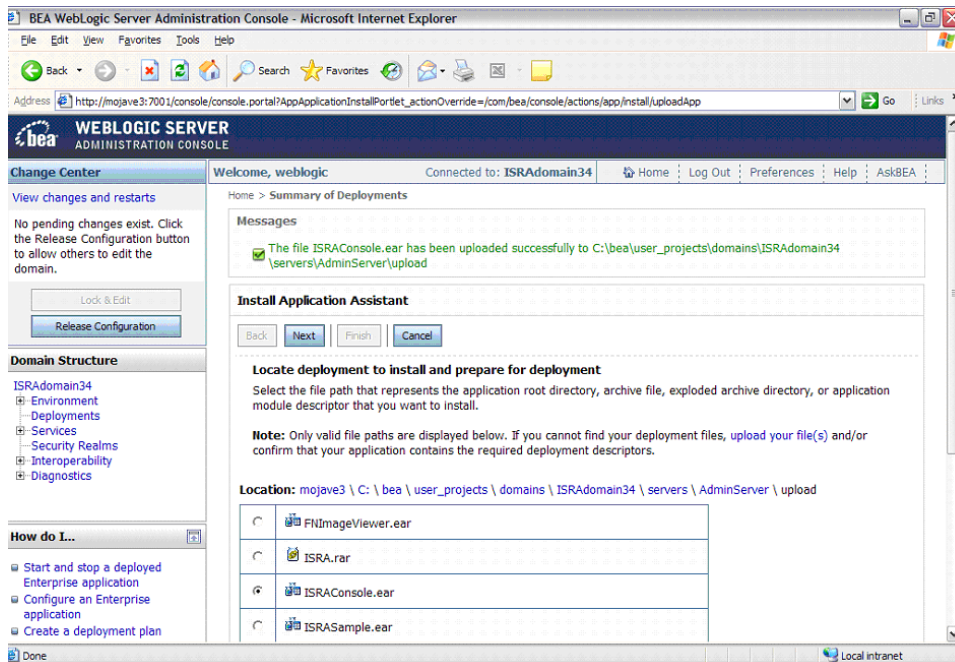 BEA WebLogic Server Administration Console - Microsoft Internet Explorer
File Edit View Favorites Tools Help
Back Search Favorites
Address http://mojave3:7001/console/console.portal?AppApplicationInstallPortlet_actionOverride=/com/bea/console/actions/app/install/uploadApp Go Links
bea WEBLOGIC SERVER
ADMINISTRATION CONSOLE
Change Center
View changes and restarts
No pending changes exist. Click
the Release Configuration button
to allow others to edit the
domain.
Lock & Edit
Release Configuration
Domain Structure
ISRAdomain34
Environment
Deployments
Services
Security Realms
Interoperability
Diagnostics
How do I...
Start and stop a deployed
Enterprise application
Configure an Enterprise
application
Create a deployment plan
Welcome, weblogic Connected to: ISRAdomain34 Home Log Out Preferences Help AskBEA
Home > Summary of Deployments
Messages
The file ISRAConsole.ear has been uploaded successfully to C:\bea\user_projects\domains\ISRAdomain34
\servers\AdminServer\upload
Install Application Assistant
Back Next Finish Cancel
Locate deployment to install and prepare for deployment
Select the file path that represents the application root directory, archive file, exploded archive directory, or application
module descriptor that you want to install.
Note: Only valid file paths are displayed below. If you cannot find your deployment files, upload your file(s) and/or
confirm that your application contains the required deployment descriptors.
Location: mojave3 \ C: \ bea \ user_projects \ domains \ ISRAdomain34 \ servers \ AdminServer \ upload
FNImageViewer.ear
ISRA.rar
ISRAConsole.ear
ISRASample.ear
Done Local intranet